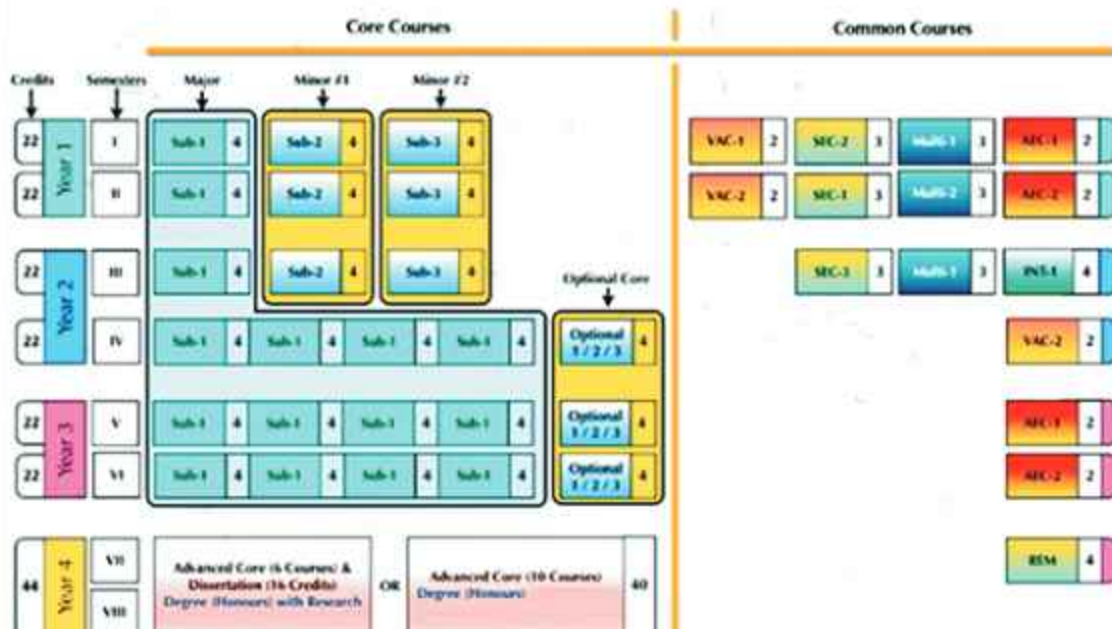 Core Courses
Common Courses
Credits Semesters Major Minor #1 Minor #2
22 Year 1 I Sub-1 4 Sub-2 4 Sub-3 4 VAC-1 2 SEC-2 3 Multi-1 3 AEC-1 2
22 II Sub-1 4 Sub-2 4 Sub-3 4 VAC-2 2 SEC-1 3 Multi-2 3 AEC-2 2
22 Year 2 III Sub-1 4 Sub-2 4 Sub-3 4 SEC-3 3 Multi-1 3 INT-1 4
Optional Core
22 IV Sub-1 4 Sub-1 4 Sub-1 4 Sub-1 4 Optional 1 / 2 / 3 4 VAC-2 2
22 Year 3 V Sub-1 4 Sub-1 4 Sub-1 4 Sub-1 4 Optional 1 / 2 / 3 4 AEC-1 2
22 VI Sub-1 4 Sub-1 4 Sub-1 4 Sub-1 4 Optional 1 / 2 / 3 4 AEC-2 2
44 Year 4 VII VIII
Advanced Core (6 Courses) &
Dissertation (16 Credits)
Degree (Honours) with Research
OR
Advanced Core (10 Courses)
Degree (Honours)
40
REM 4